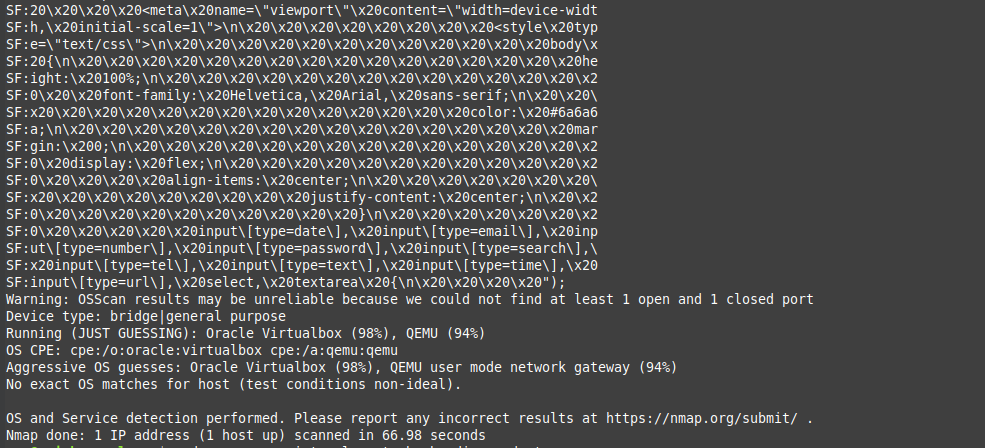 SF:20\x20\x20\x20<meta\x20name=\"viewport\"\x20content=\"width=device-widt
SF:h,\x20initial-scale=1\">\n\x20\x20\x20\x20\x20\x20\x20\x20<style\x20typ
SF:e=\"text/css\">\n\x20\x20\x20\x20\x20\x20\x20\x20\x20\x20\x20\x20body\x
SF:20{\n\x20\x20\x20\x20\x20\x20\x20\x20\x20\x20\x20\x20\x20\x20\x20\x20he
SF:ight:\x20100%;\n\x20\x20\x20\x20\x20\x20\x20\x20\x20\x20\x20\x20\x20\x2
SF:0\x20\x20font-family:\x20Helvetica,\x20Arial,\x20sans-serif;\n\x20\x20\
SF:x20\x20\x20\x20\x20\x20\x20\x20\x20\x20\x20\x20\x20\x20color:\x20#6a6a6
SF:a;\n\x20\x20\x20\x20\x20\x20\x20\x20\x20\x20\x20\x20\x20\x20\x20\x20mar
SF:gin:\x200;\n\x20\x20\x20\x20\x20\x20\x20\x20\x20\x20\x20\x20\x20\x20\x2
SF:0\x20display:\x20flex;\n\x20\x20\x20\x20\x20\x20\x20\x20\x20\x20\x20\x2
SF:0\x20\x20\x20\x20align-items:\x20center;\n\x20\x20\x20\x20\x20\x20\x20\
SF:x20\x20\x20\x20\x20\x20\x20\x20\x20justify-content:\x20center;\n\x20\x2
SF:0\x20\x20\x20\x20\x20\x20\x20\x20\x20\x20}\n\x20\x20\x20\x20\x20\x20\x2
SF:0\x20\x20\x20\x20\x20input\[type=date\],\x20input\[type=email\],\x20inp
SF:ut\[type=number\],\x20input\[type=password\],\x20input\[type=search\],\
SF:x20input\[type=tel\],\x20input\[type=text\],\x20input\[type=time\],\x20
SF:input\[type=url\],\x20select,\x20textarea\x20{\n\x20\x20\x20\x20");
Warning: OSScan results may be unreliable because we could not find at least 1 open and 1 closed port
Device type: bridge|general purpose
Running (JUST GUESSING): Oracle Virtualbox (98%), QEMU (94%)
OS CPE: cpe:/o:oracle:virtualbox cpe:/a:qemu:qemu
Aggressive OS guesses: Oracle Virtualbox (98%), QEMU user mode network gateway (94%)
No exact OS matches for host (test conditions non-ideal).
OS and Service detection performed. Please report any incorrect results at https://nmap.org/submit/ .
Nmap done: 1 IP address (1 host up) scanned in 66.98 seconds